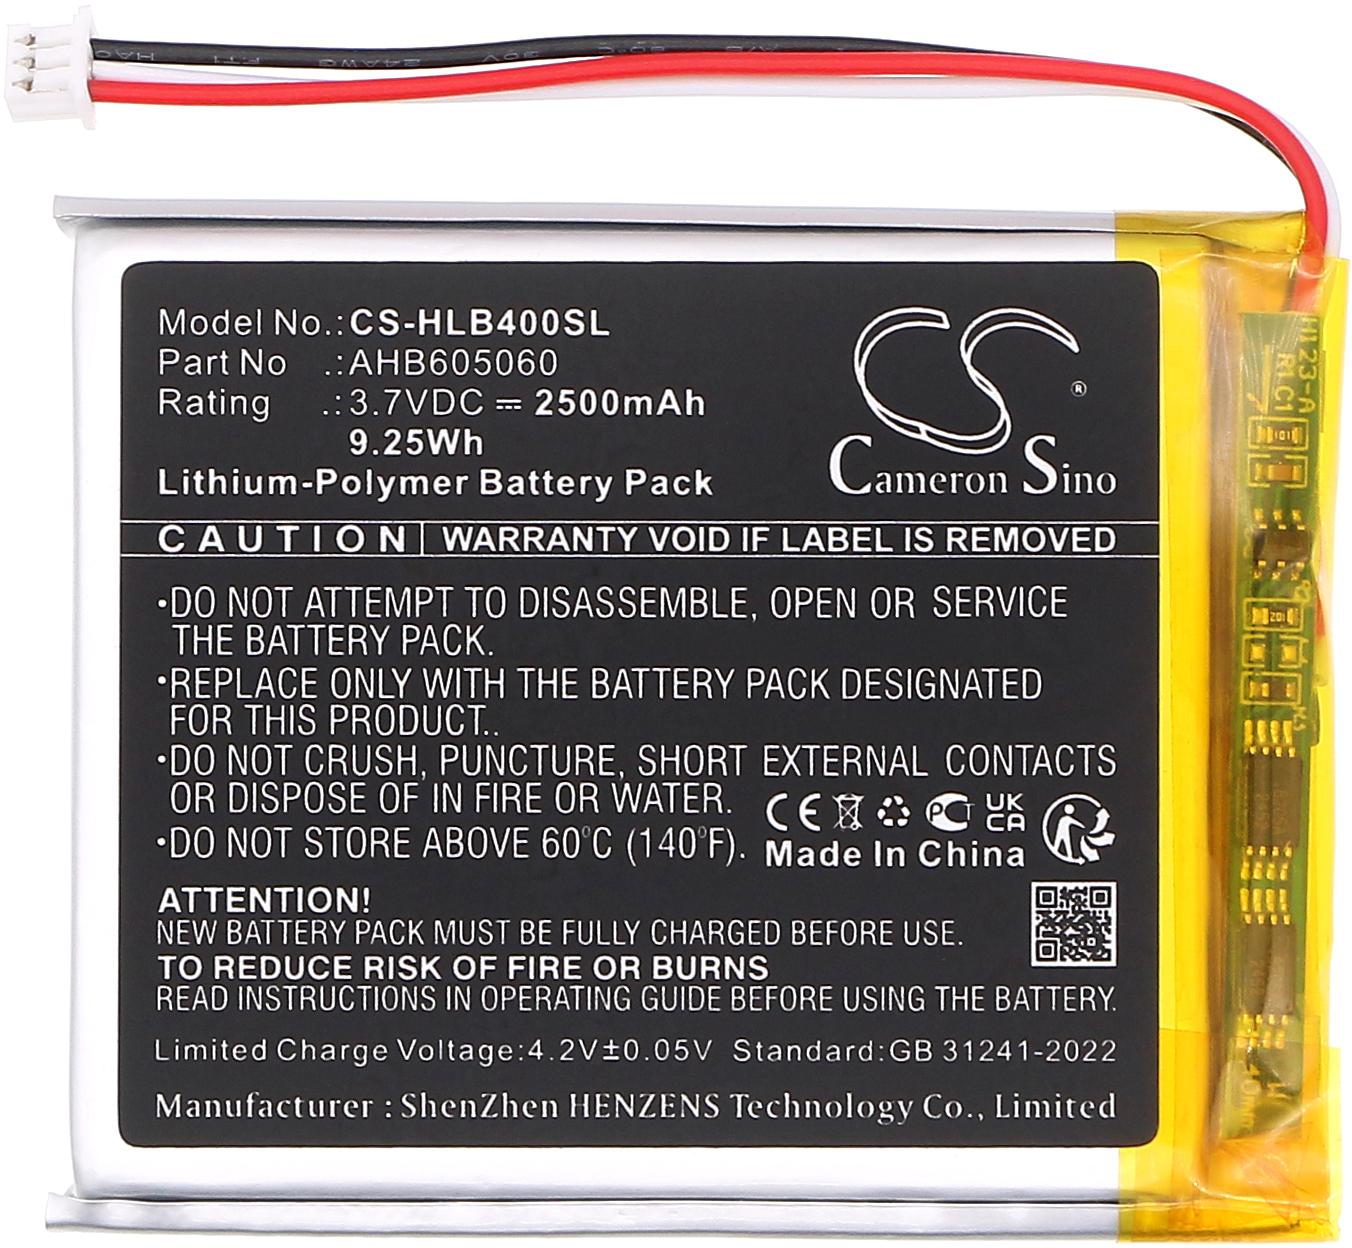 24AWG
Model No.:CS-HLB400SL
Part No .:AHB605060
Rating .:3.7VDC ⎓ 2500mAh
9.25Wh
Lithium-Polymer Battery Pack
Cameron Sino ®
CAUTION | WARRANTY VOID IF LABEL IS REMOVED
•DO NOT ATTEMPT TO DISASSEMBLE, OPEN OR SERVICE
THE BATTERY PACK.
•REPLACE ONLY WITH THE BATTERY PACK DESIGNATED
FOR THIS PRODUCT..
•DO NOT CRUSH, PUNCTURE, SHORT EXTERNAL CONTACTS
OR DISPOSE OF IN FIRE OR WATER.
•DO NOT STORE ABOVE 60°C (140°F).
CE UKCA
Made In China
ATTENTION!
NEW BATTERY PACK MUST BE FULLY CHARGED BEFORE USE.
TO REDUCE RISK OF FIRE OR BURNS
READ INSTRUCTIONS IN OPERATING GUIDE BEFORE USING THE BATTERY.
Limited Charge Voltage:4.2V±0.05V Standard:GB 31241-2022
Manufacturer : ShenZhen HENZENS Technology Co., Limited
R1 C1